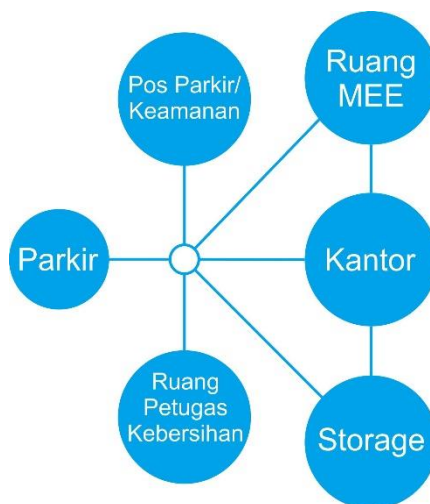 Pos Parkir/
Keamanan
Ruang
MEE
Parkir
Kantor
Ruang
Petugas
Kebersihan
Storage